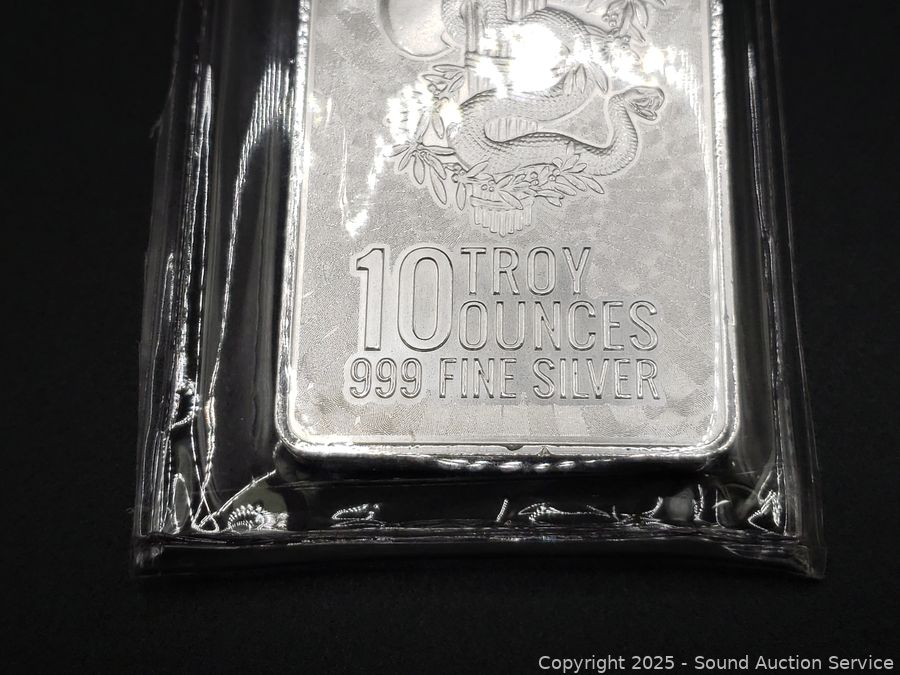 10 TROY
OUNCES
999 FINE SILVER
Copyright 2025 - Sound Auction Service